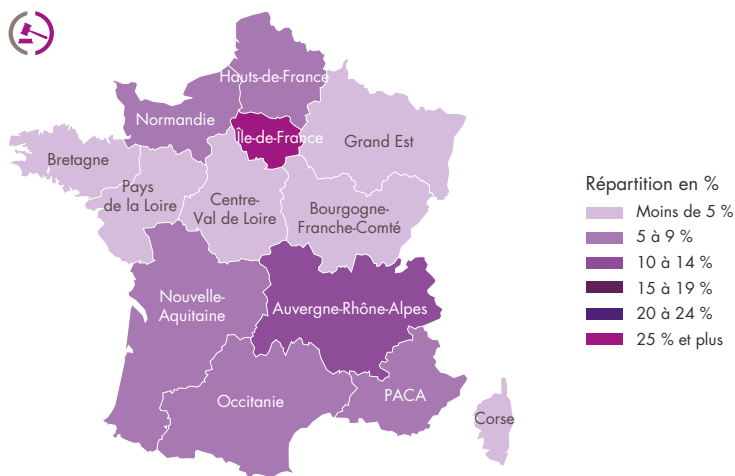 Hauts-de-France
Normandie
Île-de-France
Grand Est
Bretagne
Pays
de la Loire
Centre-
Val de Loire
Bourgogne-
Franche-Comté
Nouvelle-
Aquitaine
Auvergne-Rhône-Alpes
Occitanie
PACA
Corse
Répartition en %
Moins de 5 %
5 à 9 %
10 à 14 %
15 à 19 %
20 à 24 %
25 % et plus